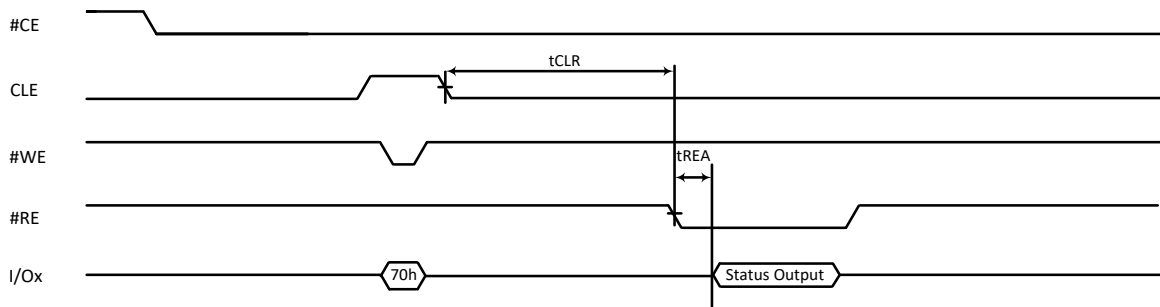 #CE
tCLR
CLE
#WE
tREA
#RE
I/Ox
70h
Status Output